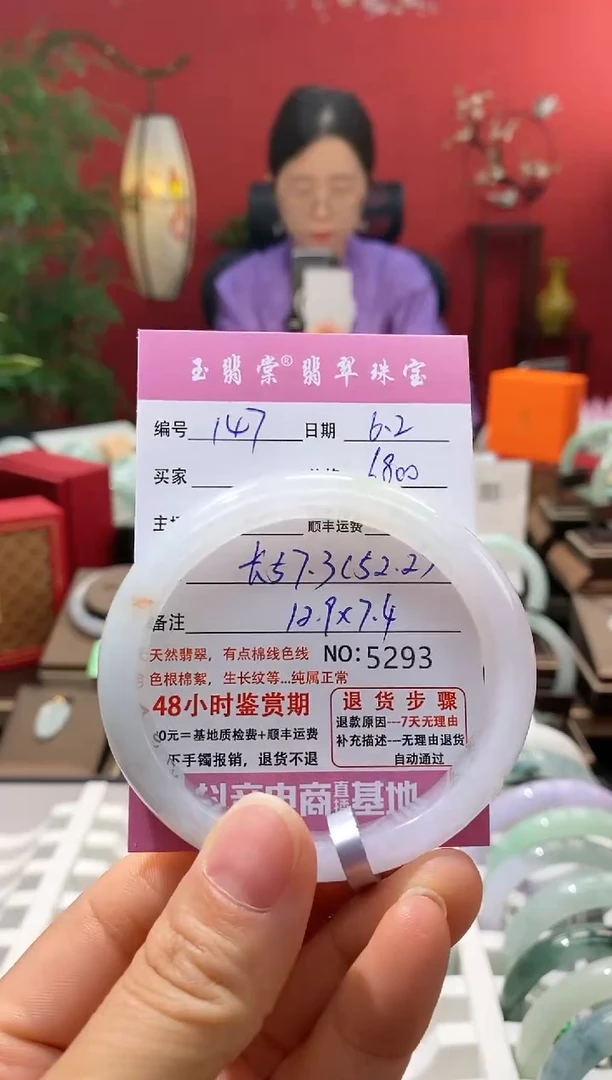 玉翡棠®翡翠珠宝
编号 147 日期 6.2
买家 1800
主 顺丰运费
长57.3(52.2)
备注 12.9x7.4
天然翡翠，有点棉线色线 NO:5293
色根棉絮，生长纹等...纯属正常
48小时鉴赏期
0元=基地质检费+顺丰运费
下手镯报销，退货不退
退货步骤
退款原因---7天无理由
补充描述---无理由退货
自动通过
抖音电商直播基地